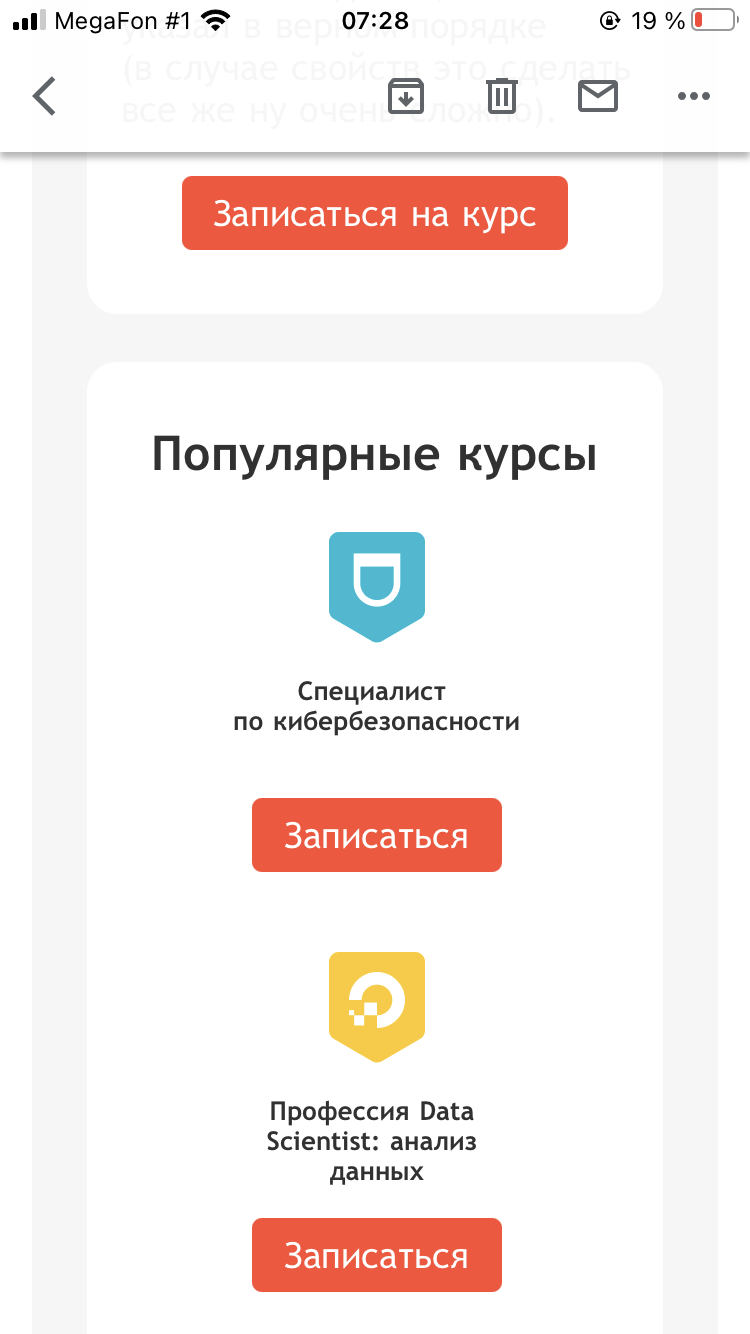 MegaFon #1 07:28 19 %
указан в верном порядке
(в случае свойств это сделать
все же ну очень сложно).
Записаться на курс
Популярные курсы
Специалист
по кибербезопасности
Записаться
Профессия Data
Scientist: анализ
данных
Записаться